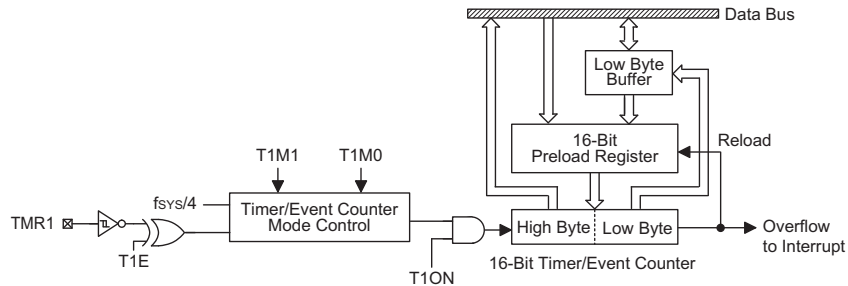 Data Bus
Low Byte
Buffer
16-Bit
Preload Register
Reload
T1M1
T1M0
fSYS/4
Timer/Event Counter
Mode Control
TMR1
T1E
T1ON
High Byte
Low Byte
Overflow
to Interrupt
16-Bit Timer/Event Counter